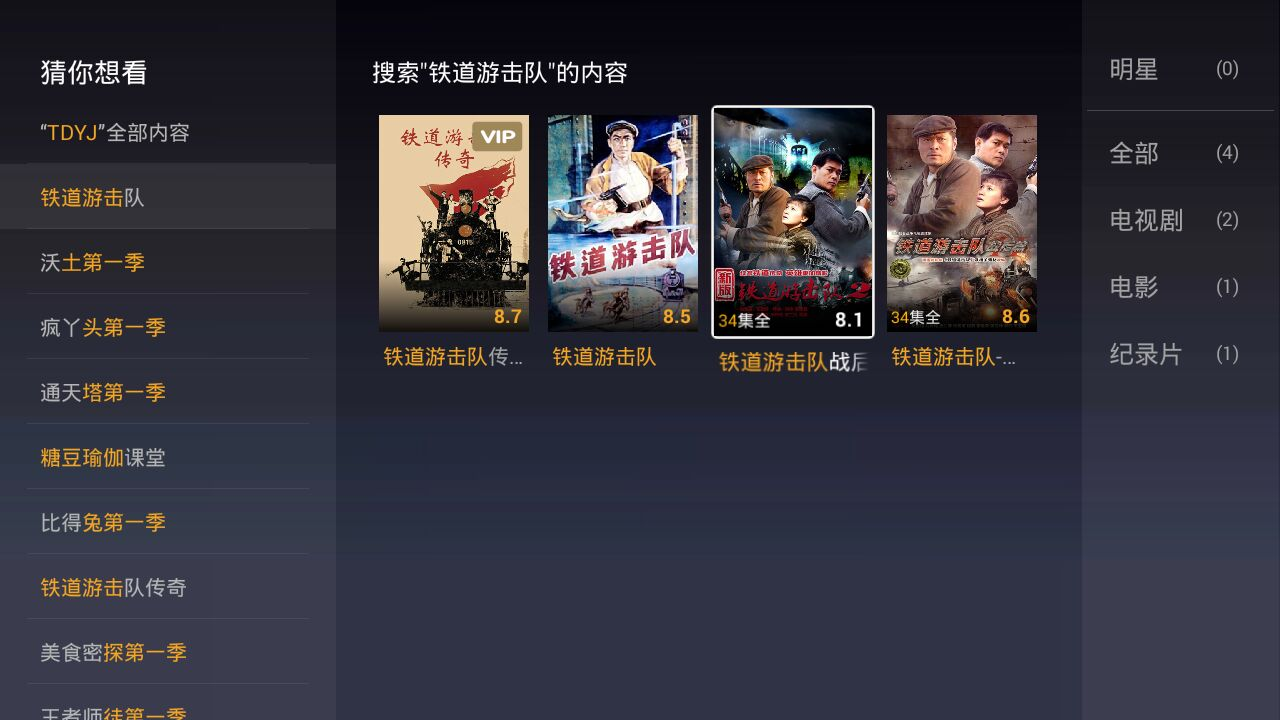 猜你想看
“TDYJ”全部内容
铁道游击队
沃土第一季
疯丫头第一季
通天塔第一季
糖豆瑜伽课堂
比得兔第一季
铁道游击队传奇
美食密探第一季
王者师徒第一季
搜索"铁道游击队"的内容
铁道游
传奇
VIP
0815
8.7
铁道游击队传...
铁道游击队
8.5
铁道游击队
新版
铁道游击队2
34集全
8.1
铁道游击队战后
铁道游击队
34集全
8.6
铁道游击队-...
明星 (0)
全部 (4)
电视剧 (2)
电影 (1)
纪录片 (1)